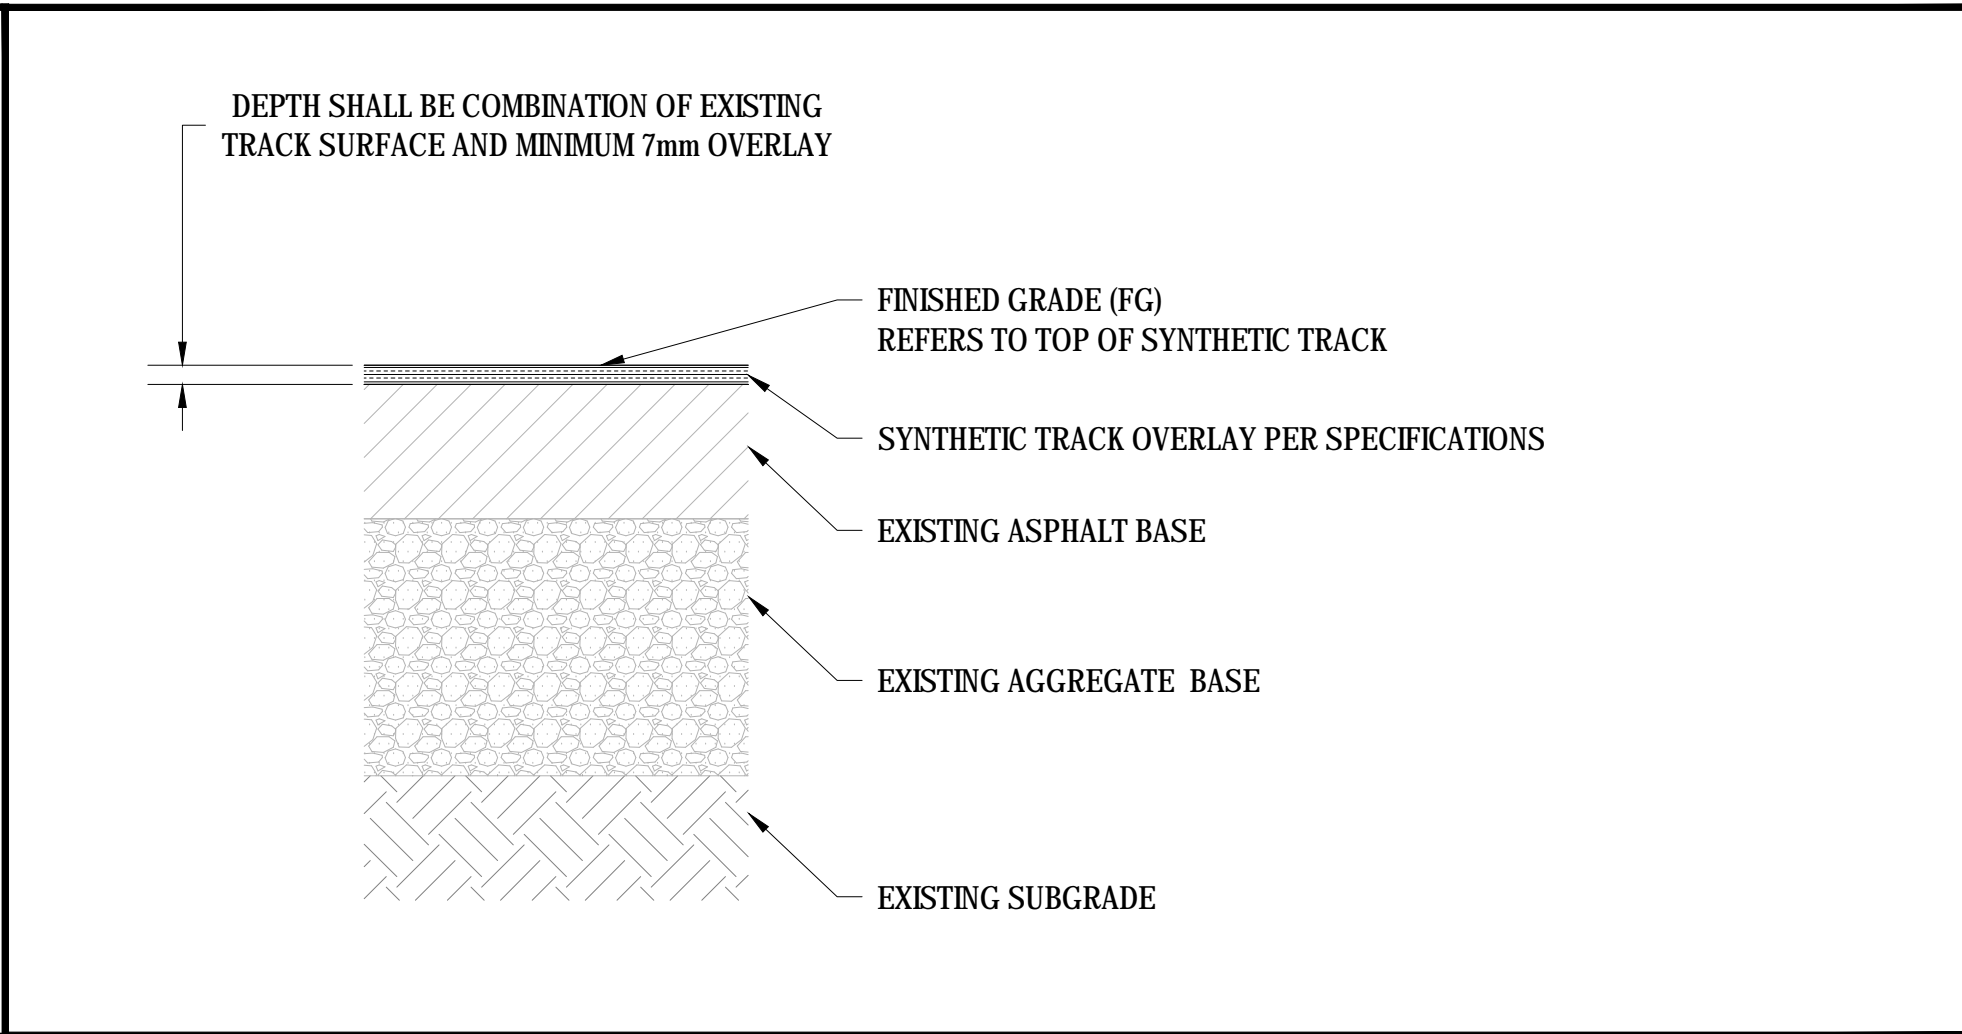 DEPTH SHALL BE COMBINATION OF EXISTING
TRACK SURFACE AND MINIMUM 7mm OVERLAY
FINISHED GRADE (FG)
REFERS TO TOP OF SYNTHETIC TRACK
SYNTHETIC TRACK OVERLAY PER SPECIFICATIONS
EXISTING ASPHALT BASE
EXISTING AGGREGATE BASE
EXISTING SUBGRADE